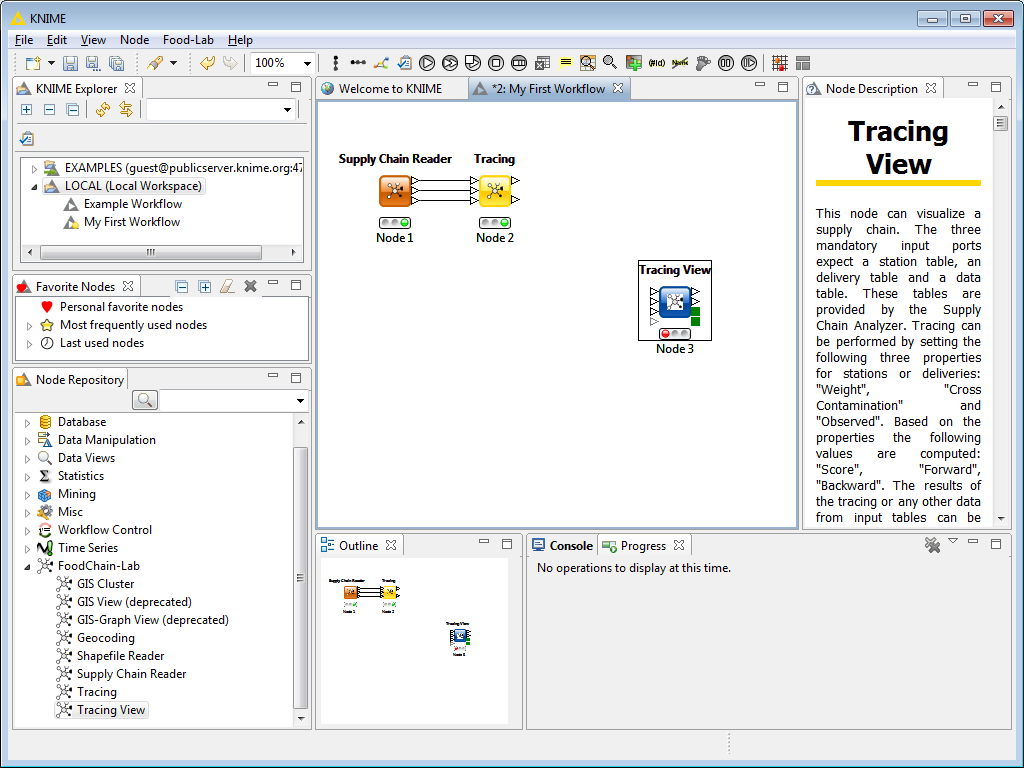 KNIME
File Edit View Node Food-Lab Help
100%
KNIME Explorer
EXAMPLES (guest@publicserver.knime.org:47
LOCAL (Local Workspace)
Example Workflow
My First Workflow
Favorite Nodes
Personal favorite nodes
Most frequently used nodes
Last used nodes
Node Repository
Database
Data Manipulation
Data Views
Statistics
Mining
Misc
Workflow Control
Time Series
FoodChain-Lab
GIS Cluster
GIS View (deprecated)
GIS-Graph View (deprecated)
Geocoding
Shapefile Reader
Supply Chain Reader
Tracing
Tracing View
Welcome to KNIME
*2: My First Workflow
Supply Chain Reader
Tracing
Node 1
Node 2
Tracing View
Node 3
Outline
Supply Chain Reader
Tracing
Node 1
Node 2
Tracing View
Node 3
Console
Progress
No operations to display at this time.
Node Description
Tracing
View
This node can visualize a
supply chain. The three
mandatory input ports
expect a station table, an
delivery table and a data
table. These tables are
provided by the Supply
Chain Analyzer. Tracing can
be performed by setting the
following three properties
for stations or deliveries:
"Weight", "Cross
Contamination" and
"Observed". Based on the
properties the following
values are computed:
"Score", "Forward",
"Backward". The results of
the tracing or any other data
from input tables can be